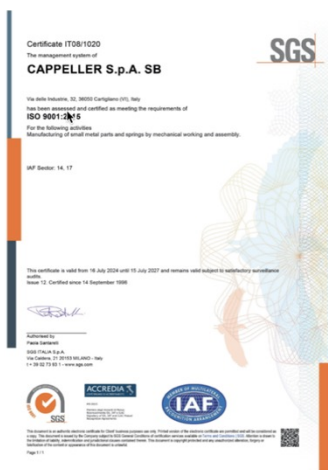 Certificate IT08/1020
The management system of
CAPPELLER S.p.A. SB
SGS
Via delle Industrie, 32, 36050 Cartigliano (VI), Italy
has been assessed and certified as meeting the requirements of
ISO 9001:2 5
For the following activities
Manufacturing of small metal parts and springs by mechanical working and assembly.
IAF Sector: 14, 17
This certificate is valid from 16 July 2024 until 15 July 2027 and remains valid subject to satisfactory surveillance
audits.
Issue 12. Certified since 14 September 1998
Authorised by
Paola Santarelli
SGS ITALIA S.p.A.
Via Caldera, 21 20153 MILANO - Italy
t + 39 02 73 93 1 - www.sgs.com
SGS
ACCREDIA
IAF
Page 1 / 1